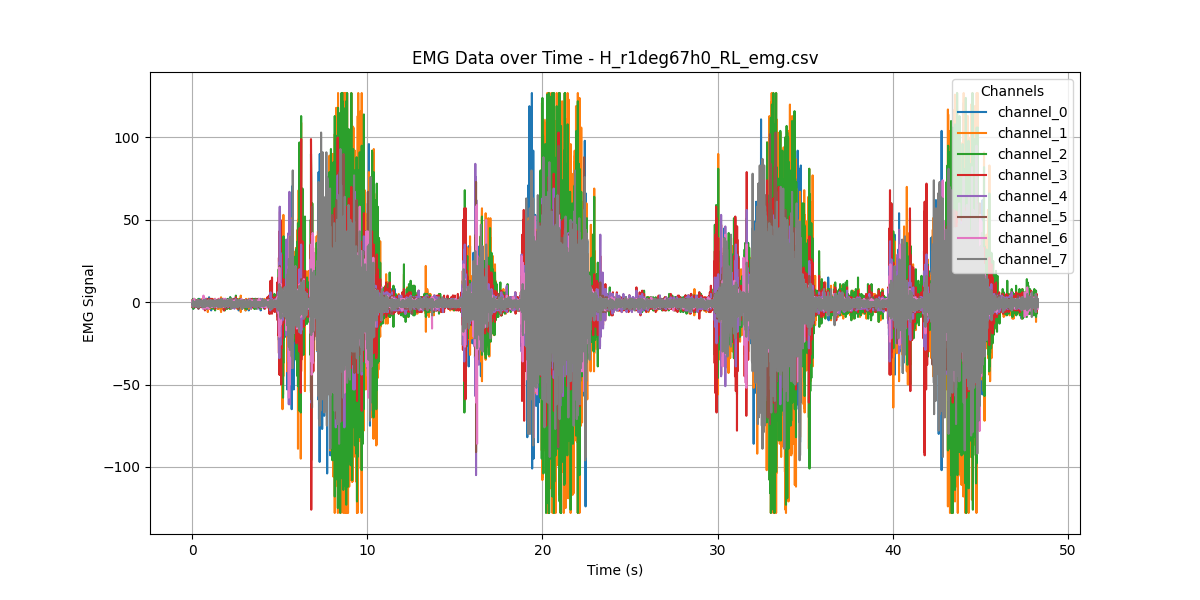 EMG Data over Time - H_r1deg67h0_RL_emg.csv
Channels
channel_0
channel_1
channel_2
channel_3
channel_4
channel_5
channel_6
channel_7
EMG Signal
100
50
0
−50
−100
0 10 20 30 40 50
Time (s)